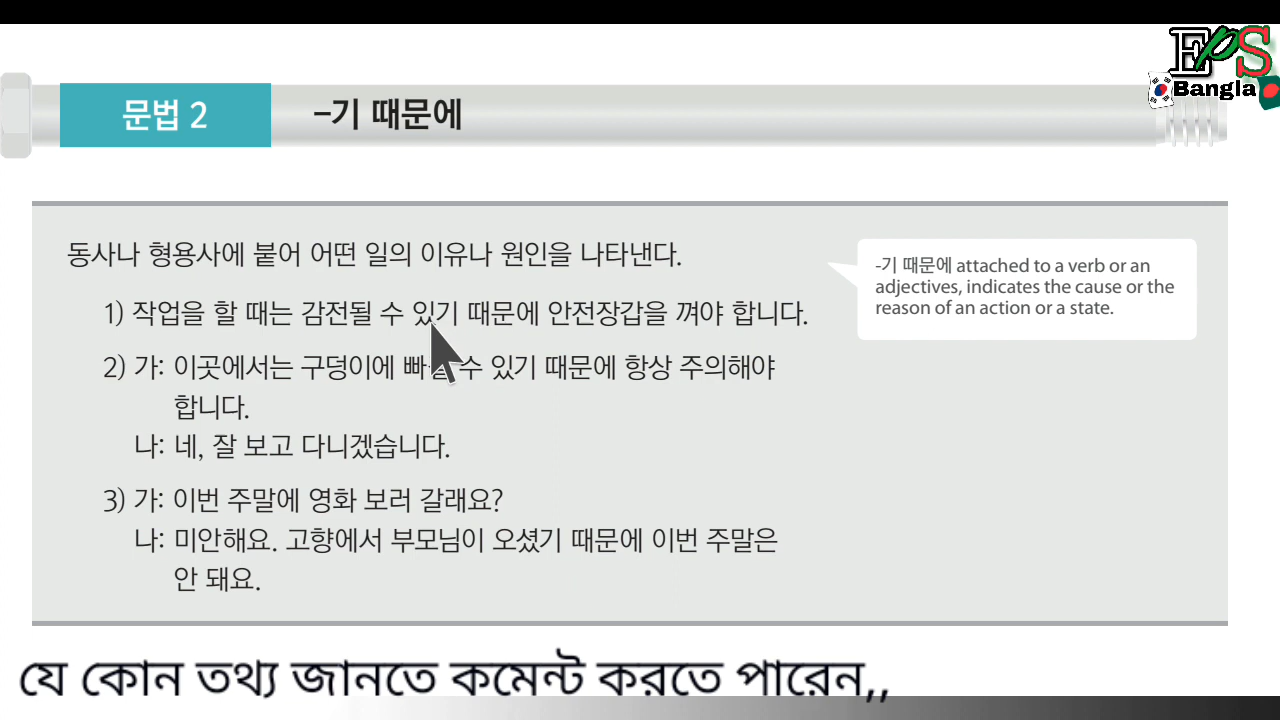 EPS
Bangla
문법 2
–기 때문에
동사나 형용사에 붙어 어떤 일의 이유나 원인을 나타낸다.
-기 때문에 attached to a verb or an
adjectives, indicates the cause or the
reason of an action or a state.
1) 작업을 할 때는 감전될 수 있기 때문에 안전장갑을 껴야 합니다.
2) 가: 이곳에서는 구덩이에 빠질 수 있기 때문에 항상 주의해야
합니다.
나: 네, 잘 보고 다니겠습니다.
3) 가: 이번 주말에 영화 보러 갈래요?
나: 미안해요. 고향에서 부모님이 오셨기 때문에 이번 주말은
안 돼요.
যে কোন তথ্য জানতে কমেন্ট করতে পারেন,,